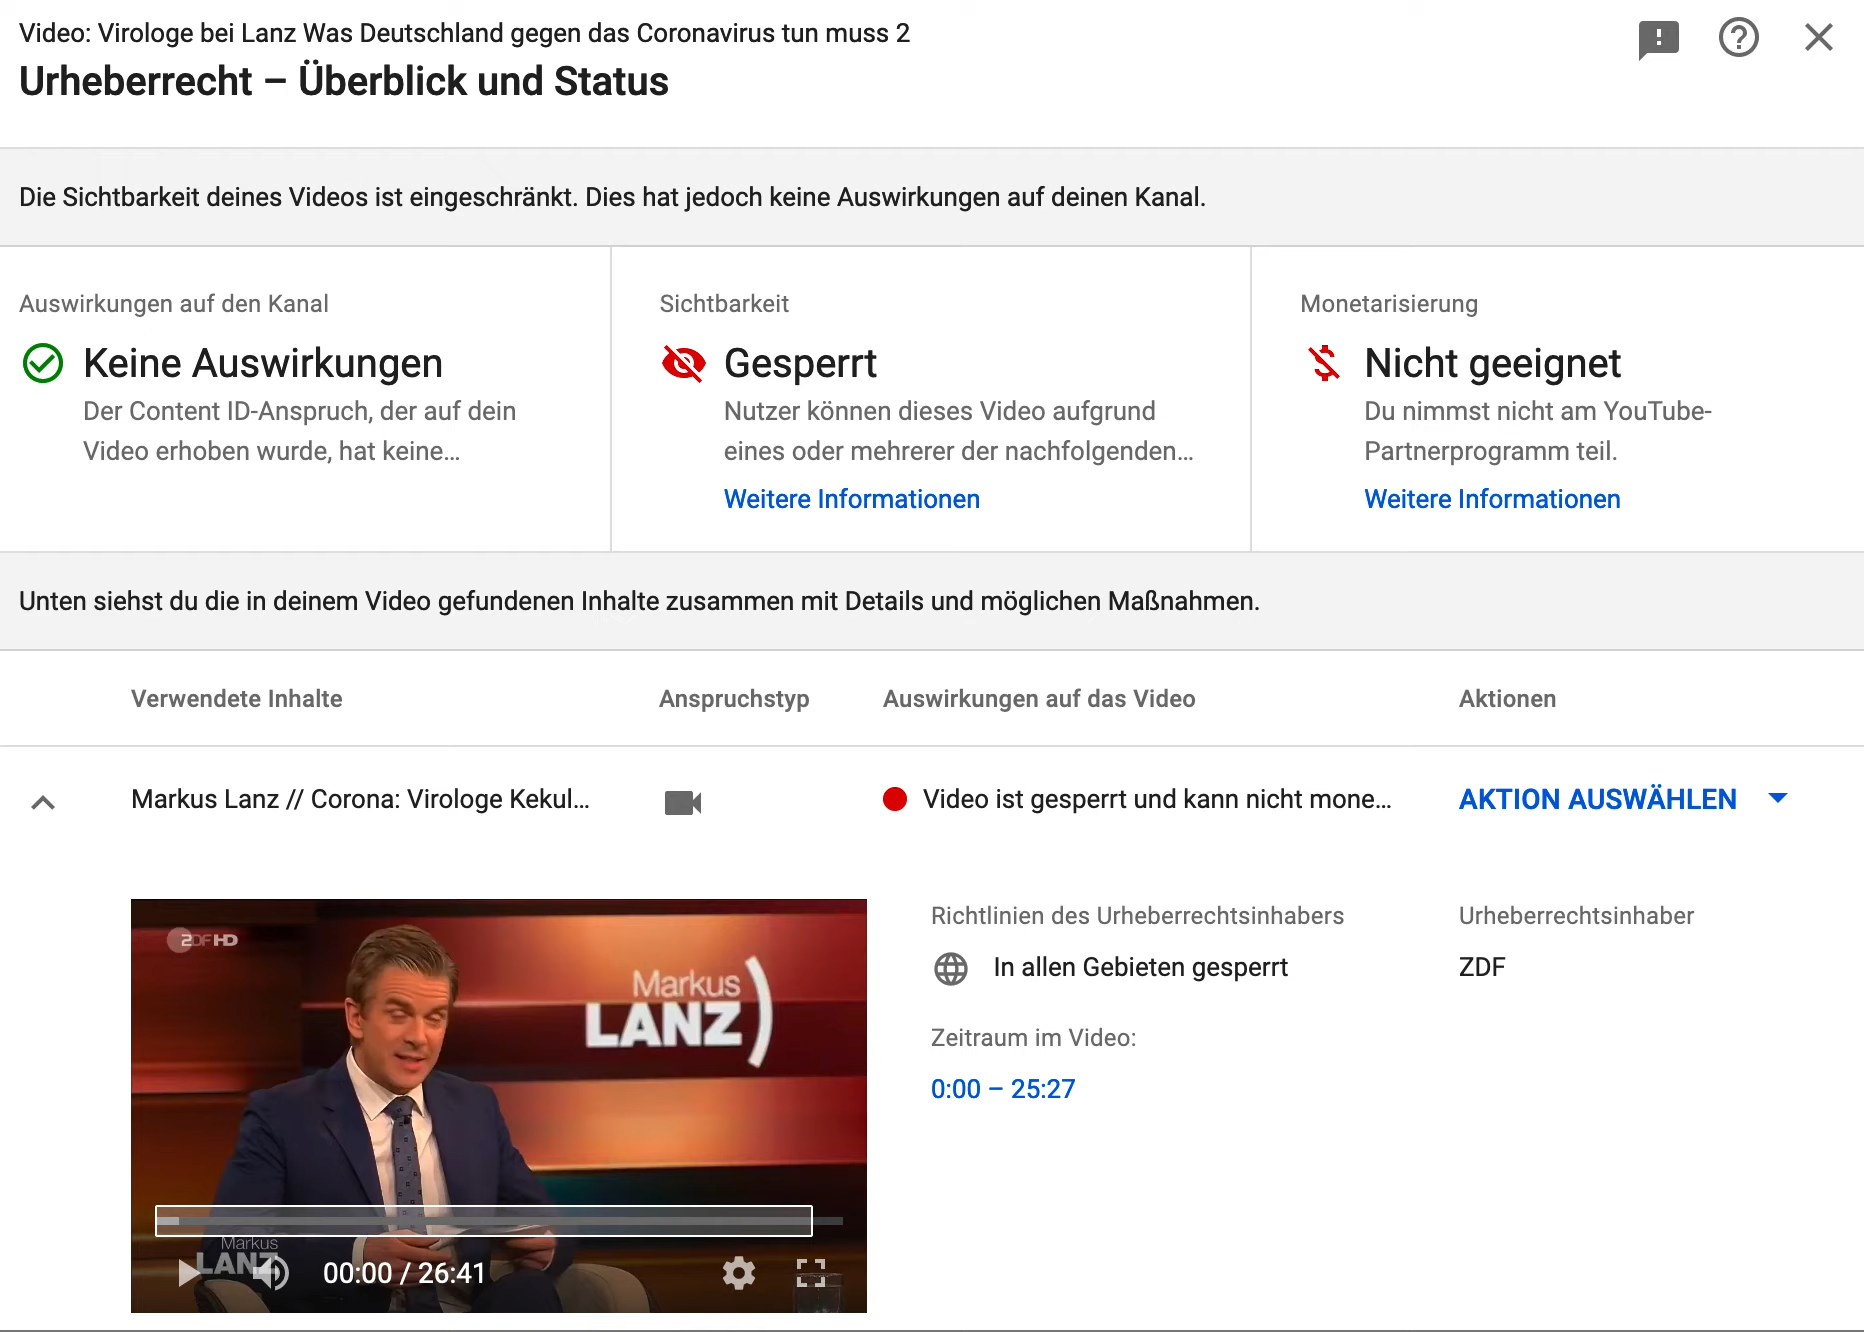 Video: Virologe bei Lanz Was Deutschland gegen das Coronavirus tun muss 2
Urheberrecht – Überblick und Status
Die Sichtbarkeit deines Videos ist eingeschränkt. Dies hat jedoch keine Auswirkungen auf deinen Kanal.
Auswirkungen auf den Kanal
Keine Auswirkungen
Der Content ID-Anspruch, der auf dein
Video erhoben wurde, hat keine...
Sichtbarkeit
Gesperrt
Nutzer können dieses Video aufgrund
eines oder mehrerer der nachfolgenden...
Weitere Informationen
Monetarisierung
Nicht geeignet
Du nimmst nicht am YouTube-
Partnerprogramm teil.
Weitere Informationen
Unten siehst du die in deinem Video gefundenen Inhalte zusammen mit Details und möglichen Maßnahmen.
Verwendete Inhalte Anspruchstyp Auswirkungen auf das Video Aktionen
Markus Lanz // Corona: Virologe Kekul... Video ist gesperrt und kann nicht mone... AKTION AUSWÄHLEN
ZDF HD
Markus
LANZ
Markus
LANZ
00:00 / 26:41
Richtlinien des Urheberrechtsinhabers
In allen Gebieten gesperrt
Zeitraum im Video:
0:00 – 25:27
Urheberrechtsinhaber
ZDF